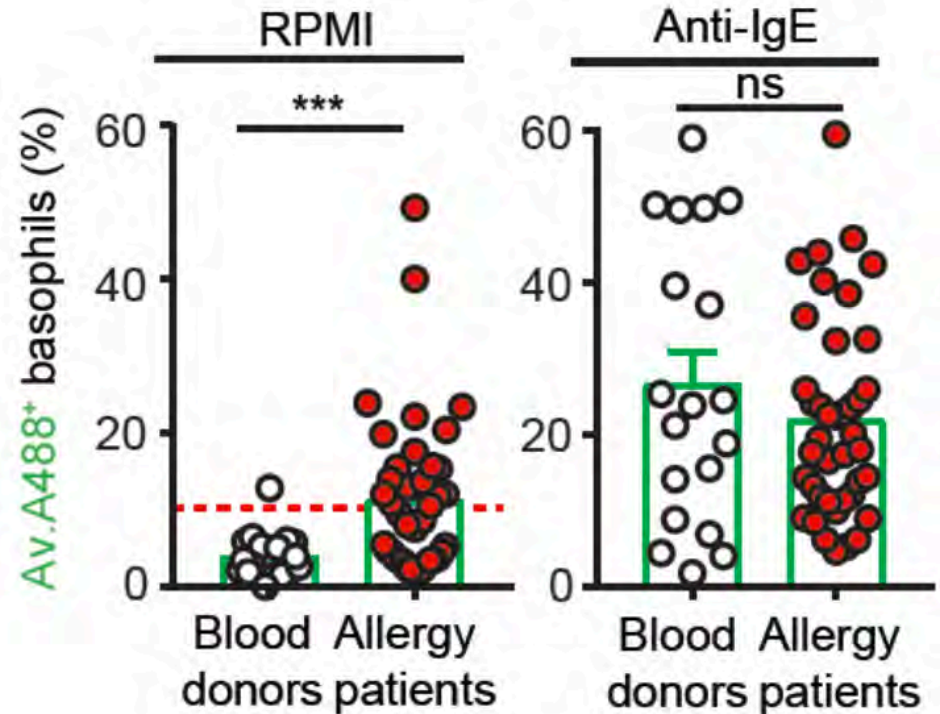 RPMI
Anti-IgE
***
ns
Av.A488⁺ basophils (%)
60
40
20
0
60
40
20
0
Blood donors
Allergy patients
Blood donors
Allergy patients